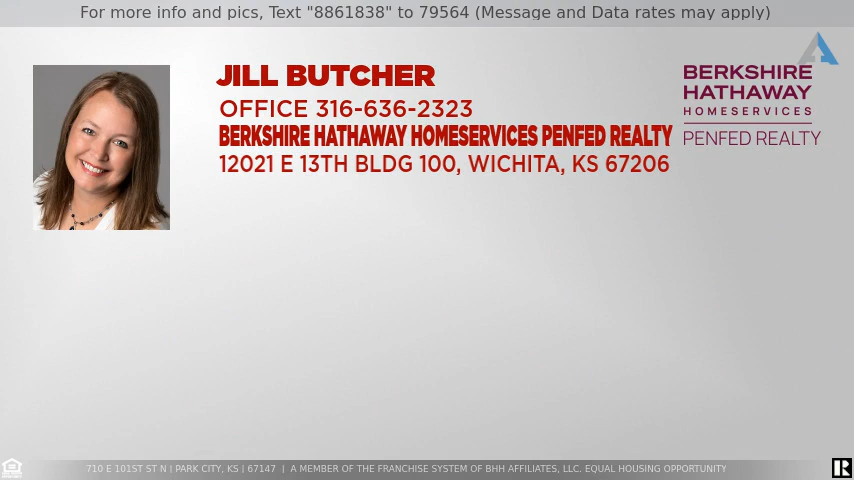 For more info and pics, Text "8861838" to 79564 (Message and Data rates may apply)
JILL BUTCHER
OFFICE 316-636-2323
BERKSHIRE HATHAWAY HOMESERVICES PENFED REALTY
12021 E 13TH BLDG 100, WICHITA, KS 67206
BERKSHIRE
HATHAWAY
HOMESERVICES
PENFED REALTY
710 E 101ST ST N | PARK CITY, KS | 67147 | A MEMBER OF THE FRANCHISE SYSTEM OF BHH AFFILIATES, LLC. EQUAL HOUSING OPPORTUNITY